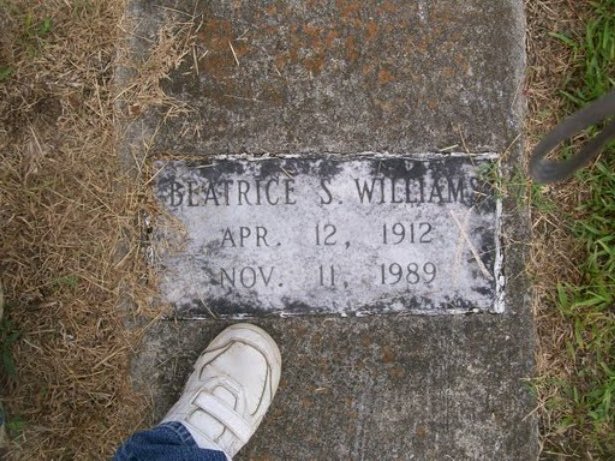 BEATRICE S. WILLIAMS
APR. 12, 1912
NOV. 11, 1989